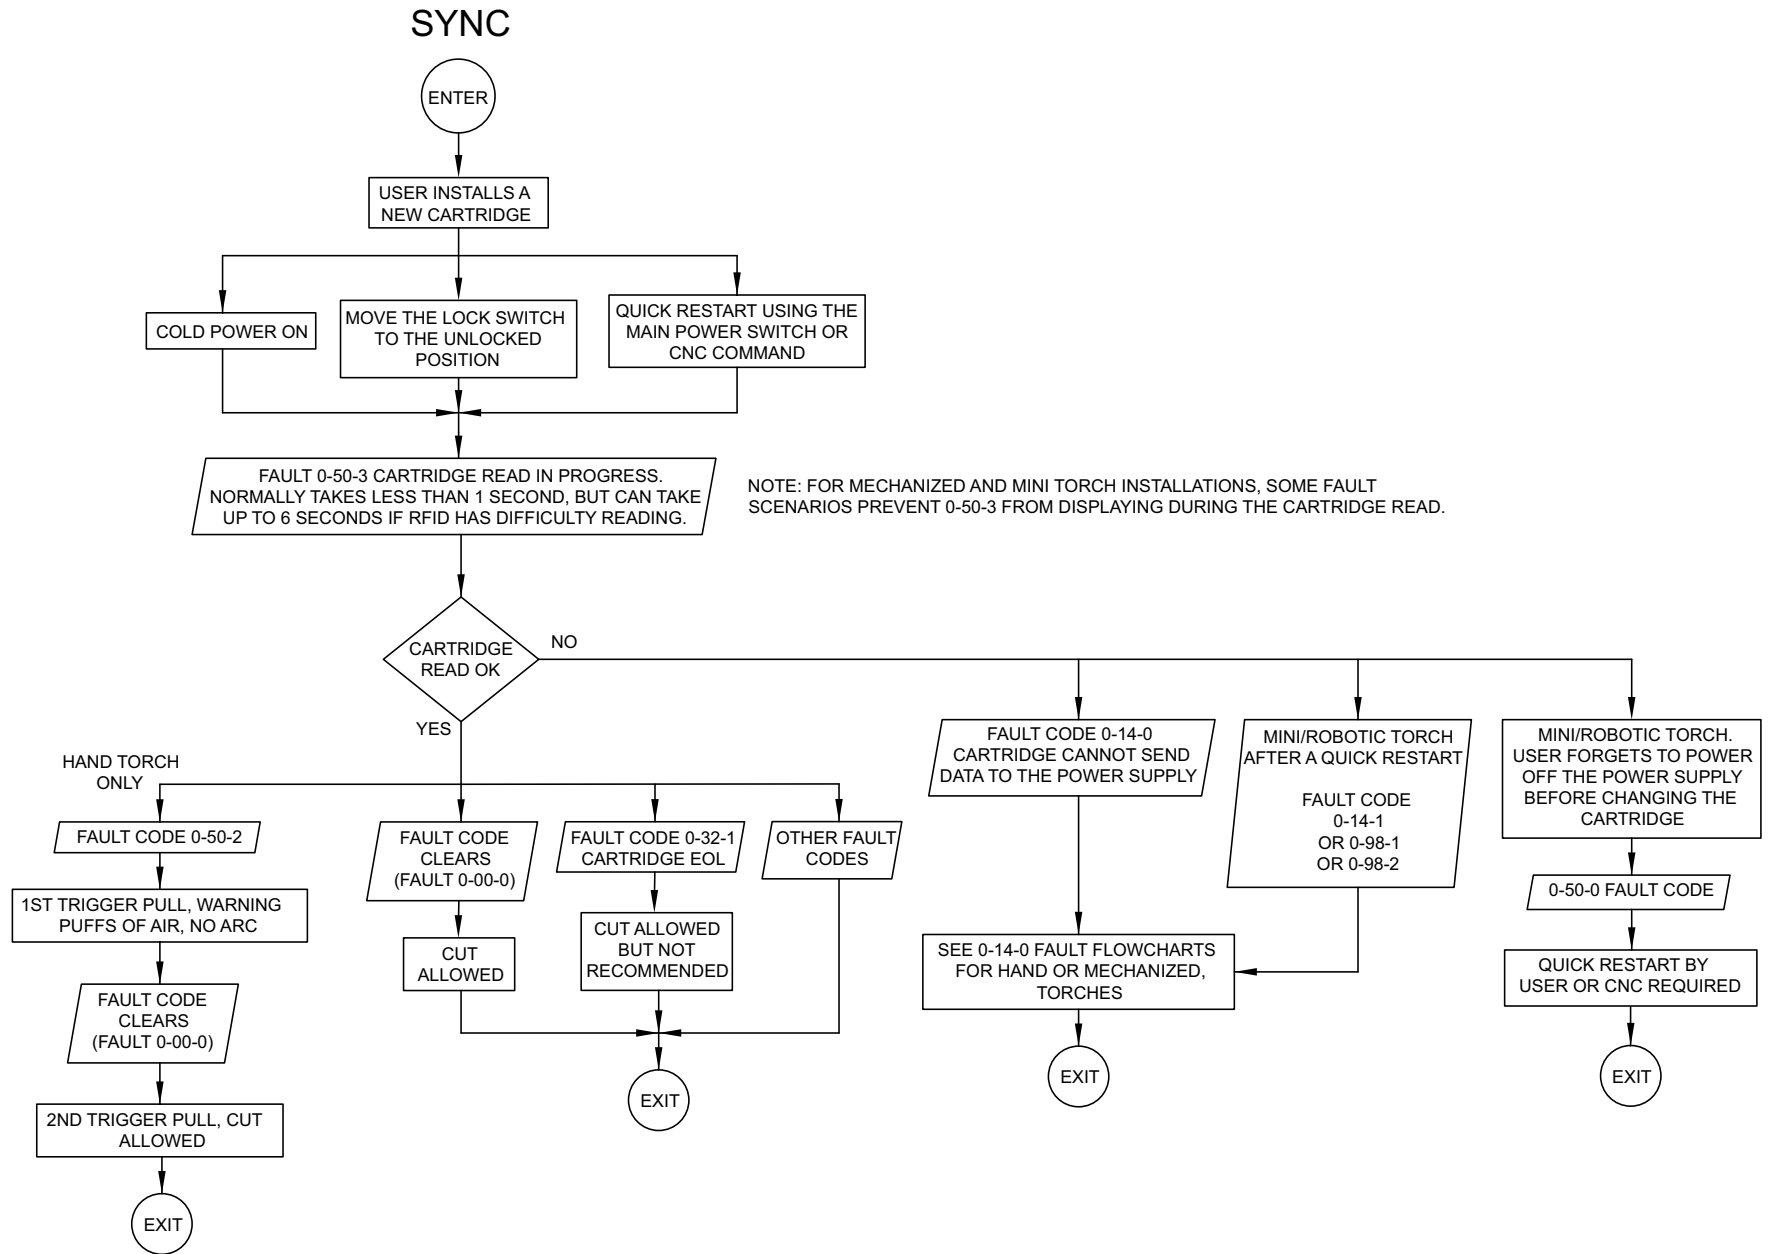 SYNC
ENTER
USER INSTALLS A
NEW CARTRIDGE
COLD POWER ON
MOVE THE LOCK SWITCH
TO THE UNLOCKED
POSITION
QUICK RESTART USING THE
MAIN POWER SWITCH OR
CNC COMMAND
FAULT 0-50-3 CARTRIDGE READ IN PROGRESS.
NORMALLY TAKES LESS THAN 1 SECOND, BUT CAN TAKE
UP TO 6 SECONDS IF RFID HAS DIFFICULTY READING.
NOTE: FOR MECHANIZED AND MINI TORCH INSTALLATIONS, SOME FAULT
SCENARIOS PREVENT 0-50-3 FROM DISPLAYING DURING THE CARTRIDGE READ.
CARTRIDGE
READ OK
NO
YES
HAND TORCH
ONLY
FAULT CODE 0-50-2
1ST TRIGGER PULL, WARNING
PUFFS OF AIR, NO ARC
FAULT CODE
CLEARS
(FAULT 0-00-0)
2ND TRIGGER PULL, CUT
ALLOWED
EXIT
FAULT CODE
CLEARS
(FAULT 0-00-0)
CUT
ALLOWED
FAULT CODE 0-32-1
CARTRIDGE EOL
CUT ALLOWED
BUT NOT
RECOMMENDED
OTHER FAULT
CODES
EXIT
FAULT CODE 0-14-0
CARTRIDGE CANNOT SEND
DATA TO THE POWER SUPPLY
MINI/ROBOTIC TORCH
AFTER A QUICK RESTART
FAULT CODE
0-14-1
OR 0-98-1
OR 0-98-2
SEE 0-14-0 FAULT FLOWCHARTS
FOR HAND OR MECHANIZED,
TORCHES
EXIT
MINI/ROBOTIC TORCH.
USER FORGETS TO POWER
OFF THE POWER SUPPLY
BEFORE CHANGING THE
CARTRIDGE
0-50-0 FAULT CODE
QUICK RESTART BY
USER OR CNC REQUIRED
EXIT